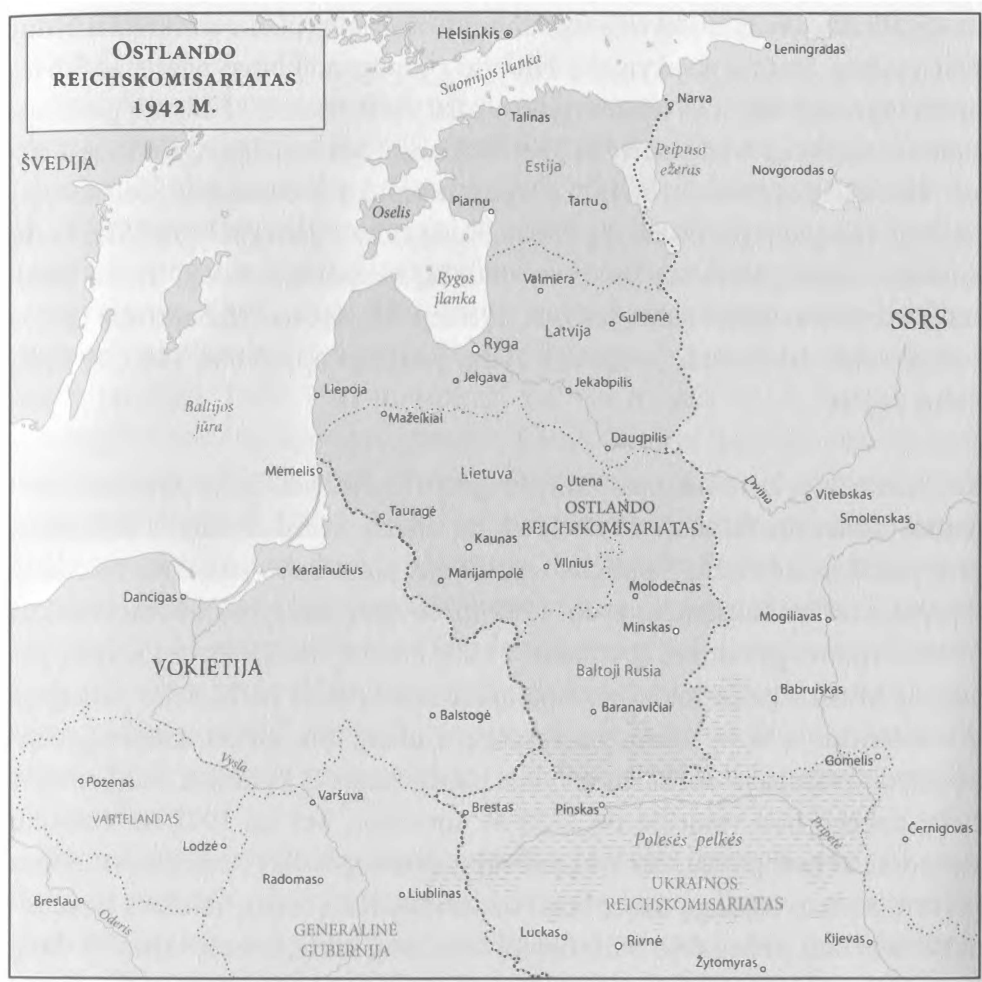 OSTLANDO
REICHSKOMISARIATAS
1942 M.
Helsinkis
Leningradas
Suomijos įlanka
Talinas
Narva
ŠVEDIJA
Estija
Peipuso
ežeras
Novgorodas
Oselis
Piarnu
Tartu
Rygos
įlanka
Valmiera
Gulbenė
SSRS
Latvija
Ryga
Jelgava
Jekabpilis
Liepoja
Baltijos
jūra
Mažeikiai
Daugpilis
Mėmelis
Lietuva
Utena
Drina
Vitebskas
OSTLANDO
REICHSKOMISARIATAS
Tauragė
Smolenskas
Kaunas
Karaliaučius
Marijampolė
Vilnius
Dancigas
Molodečnas
Minskas
Mogiliavas
VOKIETIJA
Baltoji Rusia
Babruiskas
Balstogė
Baranavičiai
Vysla
Gomelis
Pozenas
Varšuva
Brestas
Pinskas
VARTELANDAS
Polesės pelkės
Pripetė
Černigovas
Lodzė
Radomas
Liublinas
UKRAINOS
REICHSKOMISARIATAS
Breslau
Oderis
GENERALINĖ
GUBERNIJA
Luckas
Rivnė
Kijevas
Žytomyras